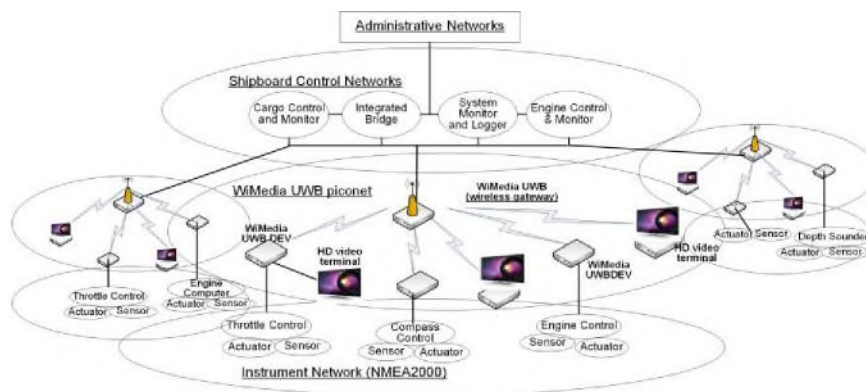 Administrative Networks
Shipboard Control Networks
Cargo Control
and Monitor
Integrated
Bridge
System
Monitor
and Logger
Engine Control
& Monitor
WiMedia UWB piconet
WiMedia UWB
(wireless gateway)
WiMedia
UWB DEV
HD video
terminal
WiMedia
UWBDEV
HD video
terminal
Actuator
Sensor
Depth Sounder
Actuator
Sensor
Engine
Computer
Throttle Control
Actuator
Sensor
Actuator
Sensor
Throttle Control
Actuator
Sensor
Compass
Control
Sensor
Actuator
Engine Control
Sensor
Actuator
Instrument Network (NMEA2000)